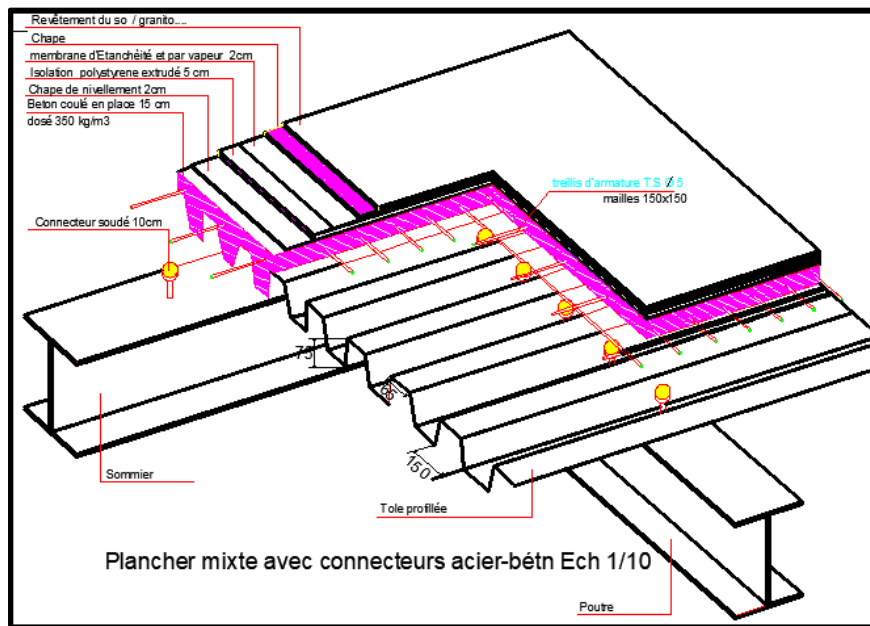 Revêtement du so / granito....
Chape
membrane d'Etanchéité et par vapeur 2cm
Isolation polystyrene extrudé 5 cm
Chape de nivellement 2cm
Beton coulé en place 15 cm
dosé 350 kg/m3
treillis d'armature T.S Ø 5
mailles 150x150
Connecteur soudé 10cm
73
65
150
Sommier
Tole profillée
Plancher mixte avec connecteurs acier-bétn Ech 1/10
Poutre